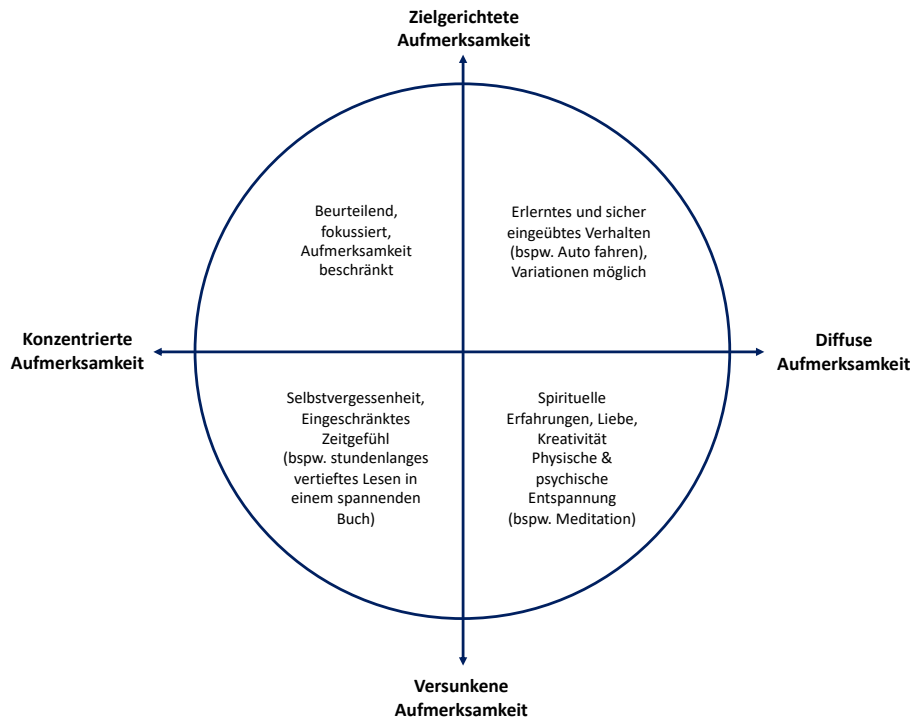 Zielgerichtete
Aufmerksamkeit
Beurteilend,
fokussiert,
Aufmerksamkeit
beschränkt
Erlerntes und sicher
eingeübtes Verhalten
(bspw. Auto fahren),
Variationen möglich
Konzentrierte
Aufmerksamkeit
Diffuse
Aufmerksamkeit
Selbstvergessenheit,
Eingeschränktes
Zeitgefühl
(bspw. stundenlanges
vertieftes Lesen in
einem spannenden
Buch)
Spirituelle
Erfahrungen, Liebe,
Kreativität
Physische &
psychische
Entspannung
(bspw. Meditation)
Versunkene
Aufmerksamkeit